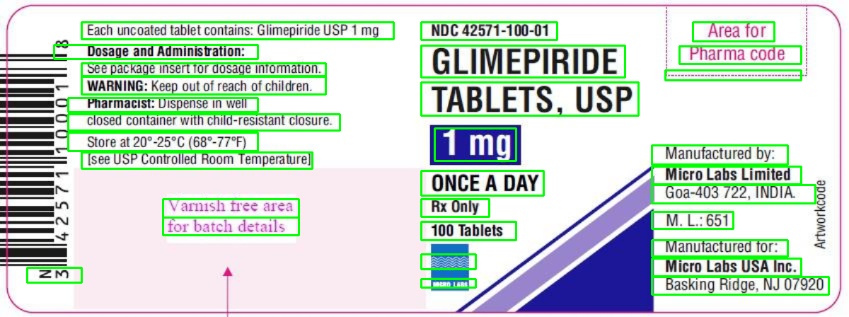 Each uncoated tablet contains: Glimepiride USP 1 mg
Dosage and Administration:
See package insert for dosage information.
WARNING: Keep out of reach of children.
Pharmacist: Dispense in well
closed container with child-resistant closure.
Store at 20°-25°C (68°-77°F)
[see USP Controlled Room Temperature]
Varnish free area
for batch details
N
3 42571 10001 8
NDC 42571-100-01
GLIMEPIRIDE
TABLETS, USP
1 mg
ONCE A DAY
Rx Only
100 Tablets
MICRO LABS
Area for
Pharma code
Manufactured by:
Micro Labs Limited
Goa-403 722, INDIA.
M. L.: 651
Manufactured for:
Micro Labs USA Inc.
Basking Ridge, NJ 07920
Artworkcode